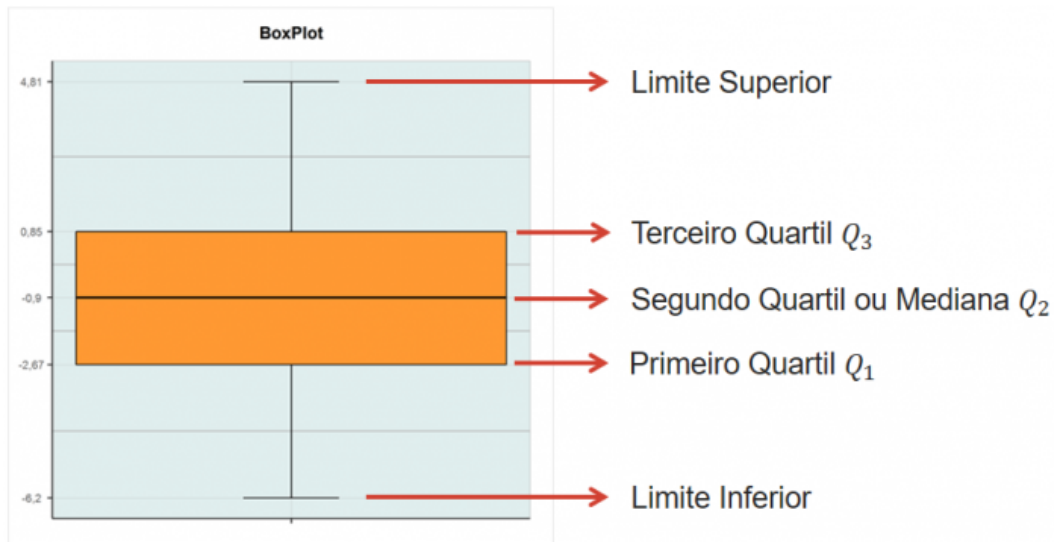 BoxPlot
4,81
Limite Superior
0,85
Terceiro Quartil Q3
-0,9
Segundo Quartil ou Mediana Q2
-2,67
Primeiro Quartil Q1
-6,2
Limite Inferior